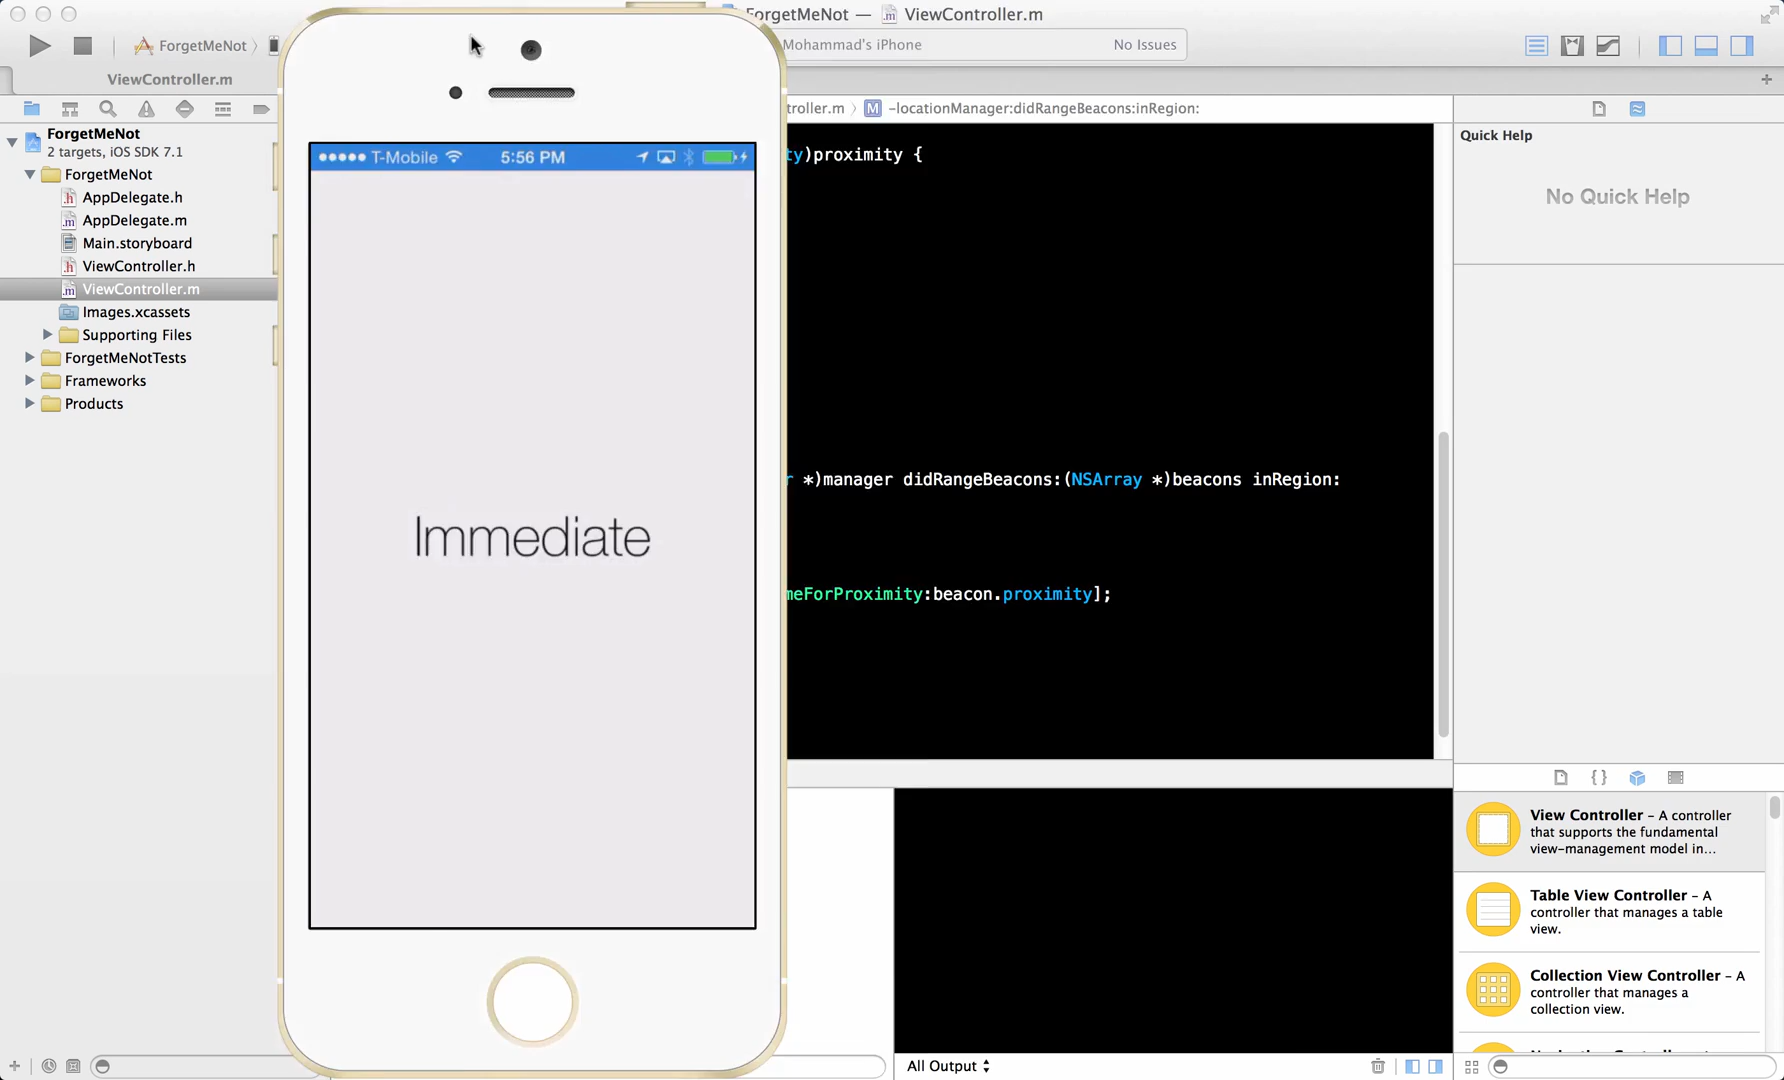 ForgetMeNot — ViewController.m
ForgetMeNot
Mohammad's iPhone
No Issues
ViewController.m
ForgetMeNot
2 targets, iOS SDK 7.1
ForgetMeNot
AppDelegate.h
AppDelegate.m
Main.storyboard
ViewController.h
ViewController.m
Images.xcassets
Supporting Files
ForgetMeNotTests
Frameworks
Products
T-Mobile
5:56 PM
Immediate
troller.m
M
-locationManager:didRangeBeacons:inRegion:
ty)proximity {
r *)manager didRangeBeacons:(NSArray *)beacons inRegion:
meForProximity:beacon.proximity];
All Output
Quick Help
No Quick Help
View Controller – A controller
that supports the fundamental
view-management model in...
Table View Controller – A
controller that manages a table
view.
Collection View Controller – A
controller that manages a
collection view.